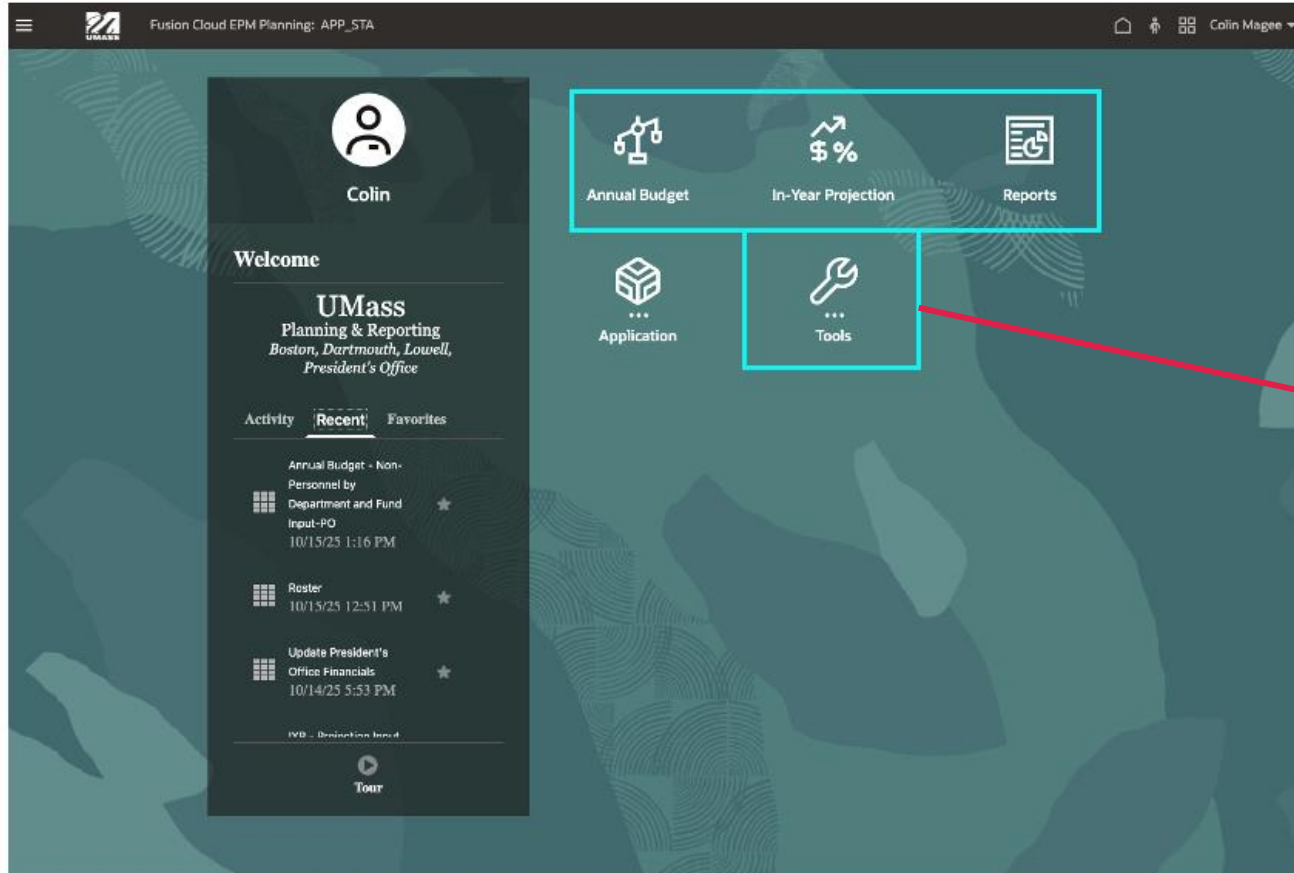 UMASS
Fusion Cloud EPM Planning: APP_STA
Colin Magee
Colin
Welcome
UMass
Planning & Reporting
Boston, Dartmouth, Lowell,
President's Office
Activity Recent Favorites
Annual Budget - Non-
Personnel by
Department and Fund
Input-PO
10/15/25 1:16 PM
Roster
10/15/25 12:51 PM
Update President's
Office Financials
10/14/25 5:53 PM
Tour
$ %
Annual Budget
In-Year Projection
Reports
Application
Tools